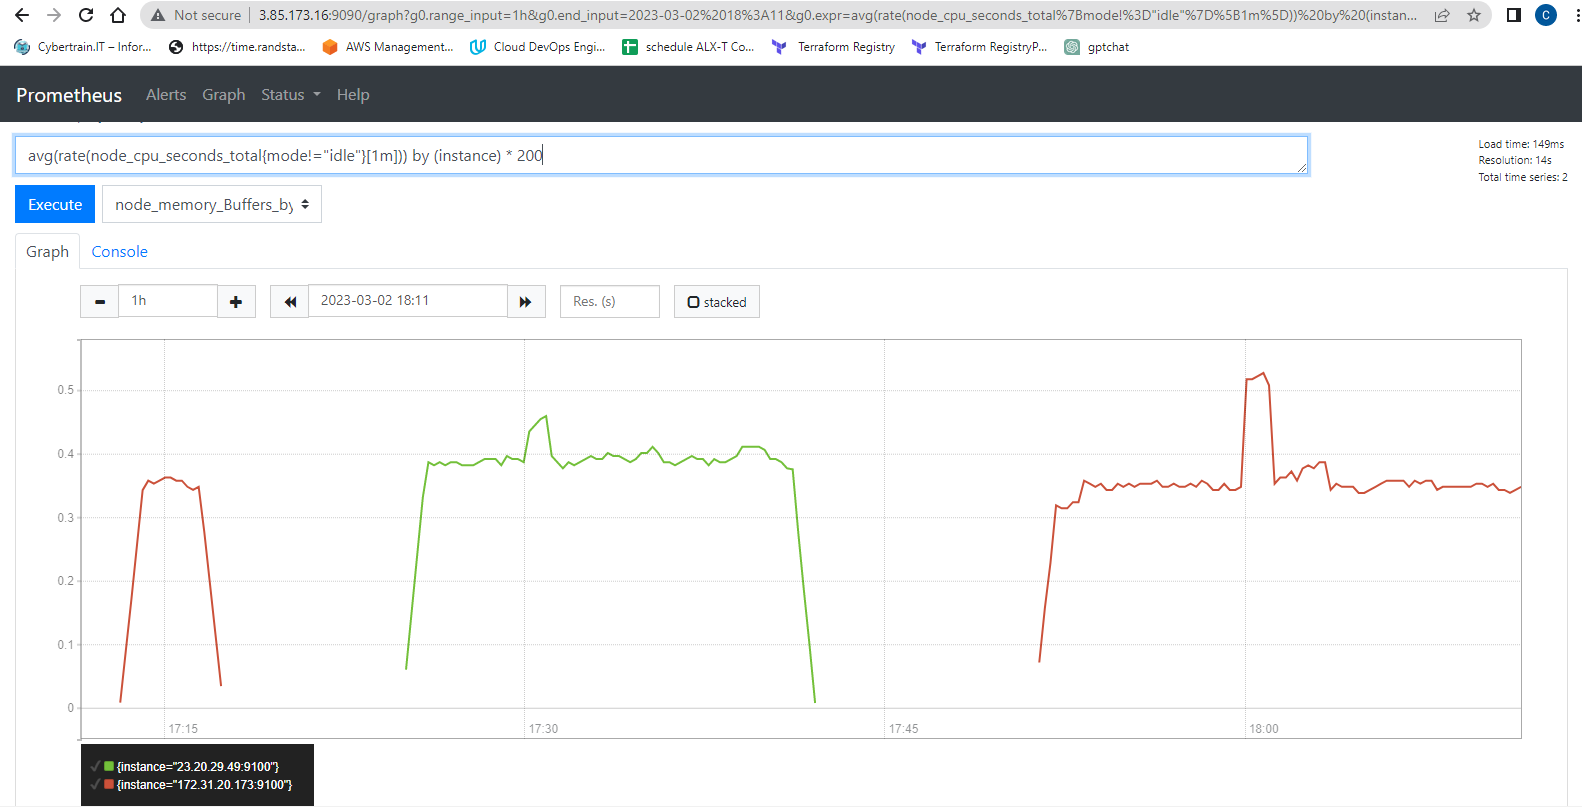 Not secure | 3.85.173.16:9090/graph?g0.range_input=1h&g0.end_input=2023-03-02%2018%3A11&g0.expr=avg(rate(node_cpu_seconds_total%7Bmode!%3D"idle"%7D%5B1m%5D))%20by%20(instan...
C
Cybertrain.IT – Infor... https://time.randsta... AWS Management... Cloud DevOps Engi... schedule ALX-T Co... Terraform Registry Terraform RegistryP... gptchat
Prometheus Alerts Graph Status Help
avg(rate(node_cpu_seconds_total{mode!="idle"}[1m])) by (instance) * 200
Load time: 149ms
Resolution: 14s
Total time series: 2
Execute node_memory_Buffers_by
Graph Console
1h 2023-03-02 18:11 Res. (s) stacked
0.5
0.4
0.3
0.2
0.1
0
17:15 17:30 17:45 18:00
{instance="23.20.29.49:9100"}
{instance="172.31.20.173:9100"}